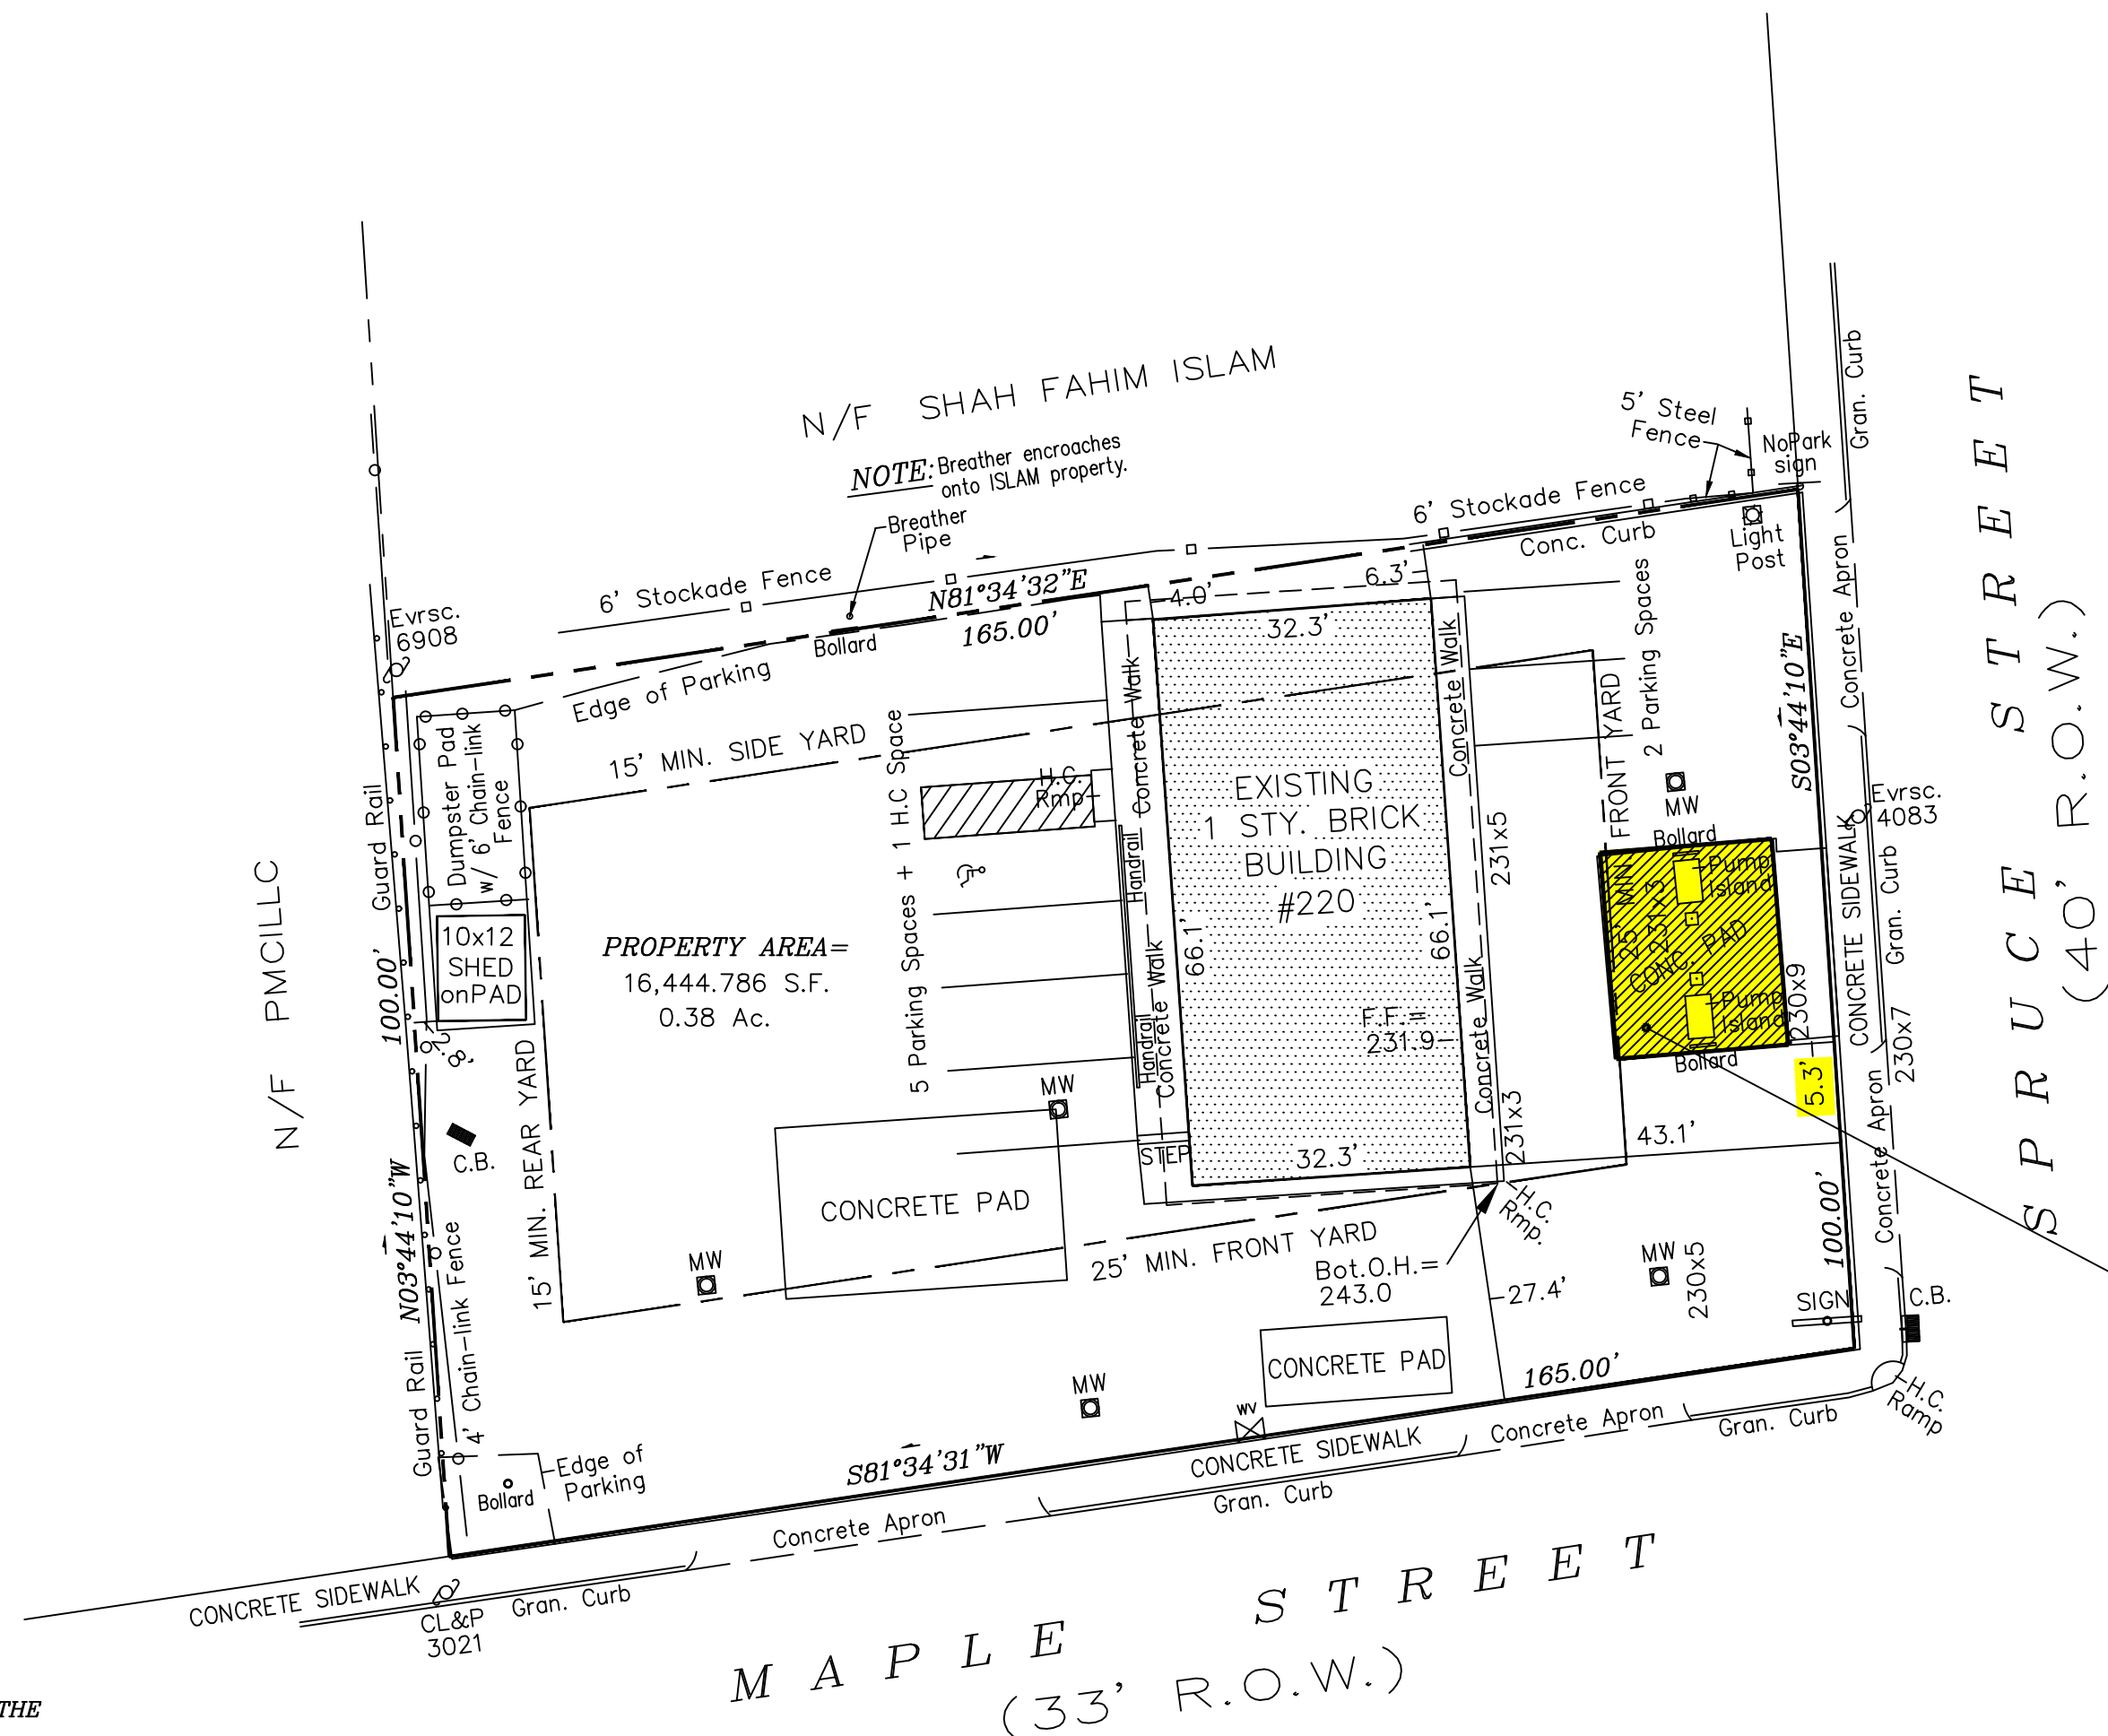 N/F SHAH FAHIM ISLAM
NOTE: Breather encroaches
onto ISLAM property.
Breather
Pipe
6' Stockade Fence
N81°34'32"E
165.00'
Bollard
Edge of Parking
Evrsc.
6908
6' Stockade Fence
Conc. Curb
5' Steel
Fence
NoPark
sign
Light
Post
Gran. Curb
Concrete Apron
S03°44'10"E
SPRUCE STREET
(40' R.O.W.)
4.0'
6.3'
32.3'
Concrete Walk
Concrete Walk
2 Parking Spaces
15' MIN. SIDE YARD
Guard Rail
Dumpster Pad
w/ 6' Chain-link
Fence
5 Parking Spaces + 1 H.C Space
H.C.
Rmp
Handrail
EXISTING
1 STY. BRICK
BUILDING
#220
231x5
25' MIN FRONT YARD
MW
Bollard
Evrsc.
4083
CONCRETE SIDEWALK
Gran. Curb
Pump
Island
231x3
CONC. PAD
Pump
Island
Bollard
230x9
230x7
5.3'
N/F PMCILLC
100.00'
10x12
SHED
onPAD
2.8'
PROPERTY AREA=
16,444.786 S.F.
0.38 Ac.
66.1'
66.1'
Handrail
Concrete Walk
F.F.=
231.9
Concrete Walk
231x3
43.1'
Concrete Apron
100.00'
C.B.
15' MIN. REAR YARD
MW
STEP
32.3'
H.C.
Rmp.
CONCRETE PAD
MW
25' MIN. FRONT YARD
Bot.O.H.=
243.0
27.4'
MW
230x5
SIGN
C.B.
N03°44'10"W
Guard Rail
4' Chain-link Fence
CONCRETE PAD
165.00'
MW
WV
H.C.
Ramp
Edge of
Parking
Bollard
S81°34'31"W
CONCRETE SIDEWALK
Concrete Apron
Gran. Curb
Gran. Curb
Concrete Apron
CONCRETE SIDEWALK
Gran. Curb
CL&P
3021
MAPLE STREET
(33' R.O.W.)
THE